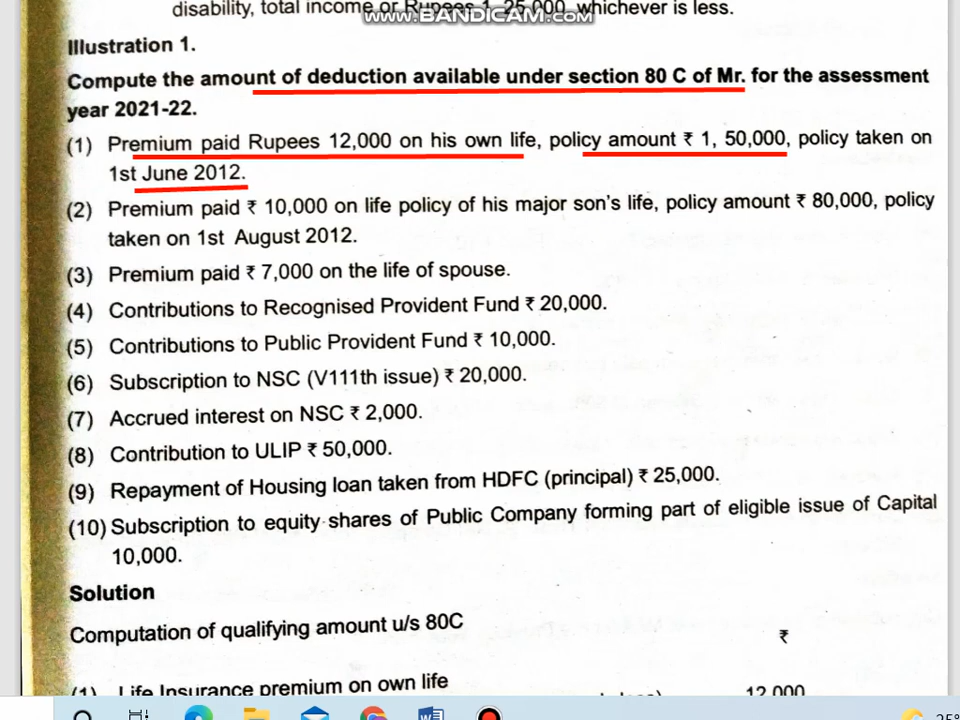 disability, total income or Rupees 1, 25,000, whichever is less.
WWW.BANDICAM.COM
Illustration 1.
Compute the amount of deduction available under section 80 C of Mr. for the assessment
year 2021-22.
(1) Premium paid Rupees 12,000 on his own life, policy amount ₹ 1, 50,000, policy taken on
1st June 2012.
(2) Premium paid ₹ 10,000 on life policy of his major son's life, policy amount ₹ 80,000, policy
taken on 1st August 2012.
(3) Premium paid ₹ 7,000 on the life of spouse.
(4) Contributions to Recognised Provident Fund ₹ 20,000.
(5) Contributions to Public Provident Fund ₹ 10,000.
(6) Subscription to NSC (V111th issue) ₹ 20,000.
(7) Accrued interest on NSC ₹ 2,000.
(8) Contribution to ULIP ₹ 50,000.
(9) Repayment of Housing loan taken from HDFC (principal) ₹ 25,000.
(10) Subscription to equity shares of Public Company forming part of eligible issue of Capital
10,000.
Solution
Computation of qualifying amount u/s 80C
₹
(1) Life Insurance premium on own life
12,000
25°